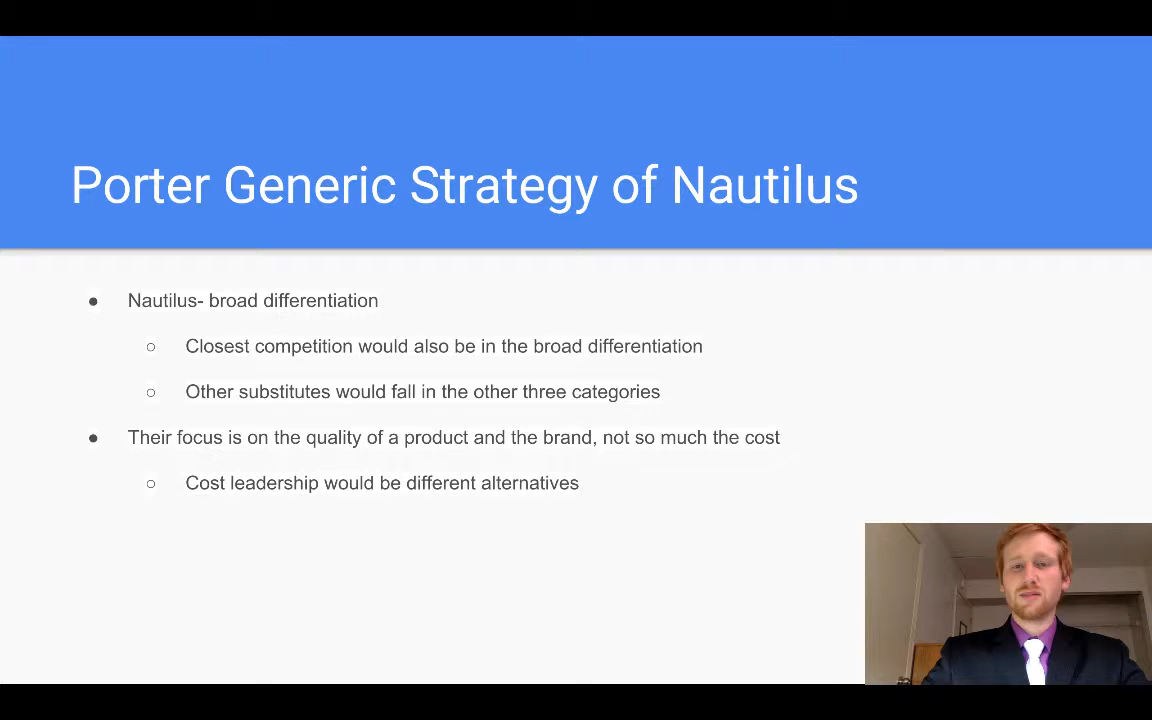 Porter Generic Strategy of Nautilus
● Nautilus- broad differentiation
○ Closest competition would also be in the broad differentiation
○ Other substitutes would fall in the other three categories
● Their focus is on the quality of a product and the brand, not so much the cost
○ Cost leadership would be different alternatives